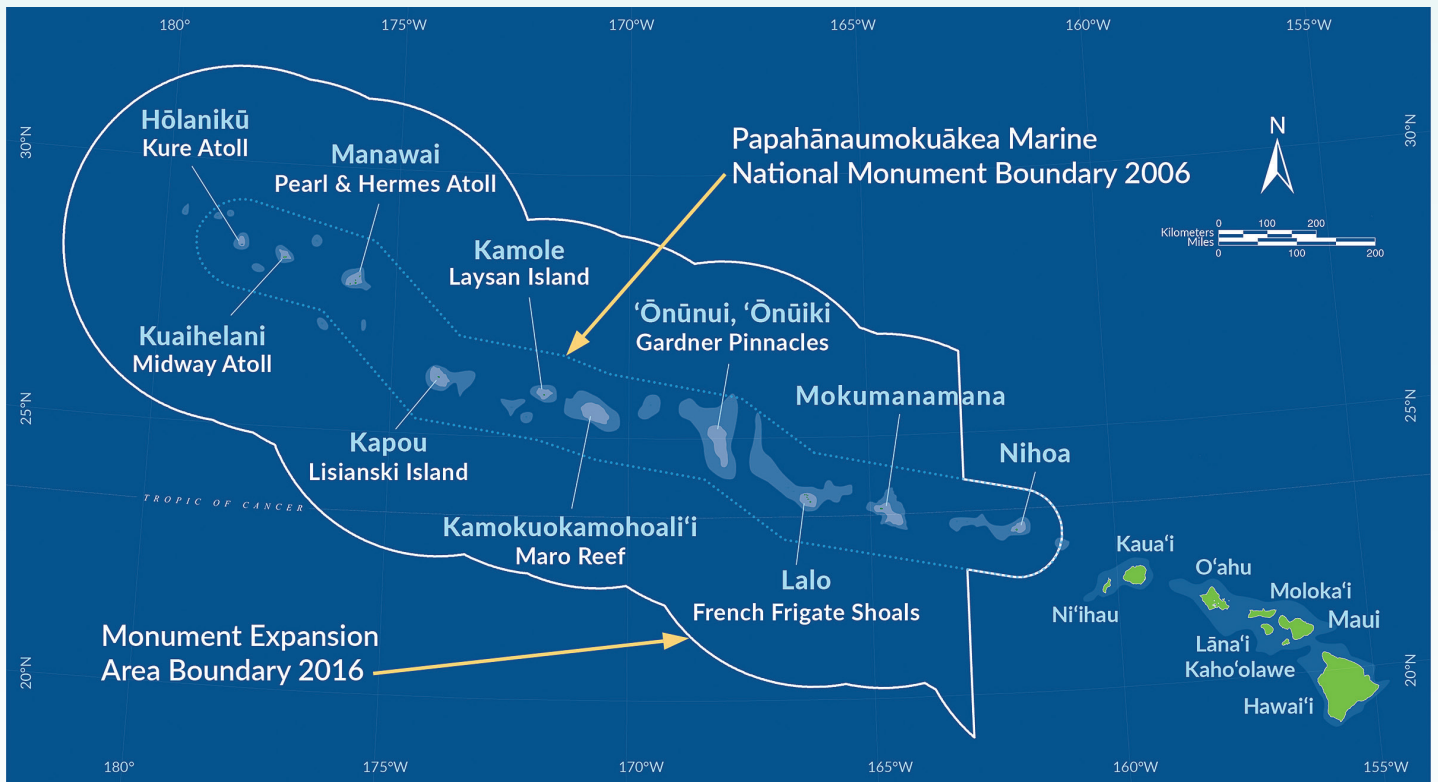 180°
175°W
170°W
165°W
160°W
155°W
30°N
30°N
Hōlanikū
Kure Atoll
Manawai
Pearl & Hermes Atoll
Papahānaumokuākea Marine
National Monument Boundary 2006
N
0 100 200
Kilometers
Miles
0 100 200
Kamole
Laysan Island
ʻŌnūnui, ʻŌnūiki
Gardner Pinnacles
Kuaihelani
Midway Atoll
Mokumanamana
25°N
25°N
Kapou
Lisianski Island
Nihoa
TROPIC OF CANCER
Kamokuokamohoaliʻi
Maro Reef
Lalo
French Frigate Shoals
Kauaʻi
Niʻihau
Oʻahu
Molokaʻi
Maui
Lānaʻi
Kahoʻolawe
Hawaiʻi
Monument Expansion
Area Boundary 2016
20°N
20°N
180°
175°W
170°W
165°W
160°W
155°W